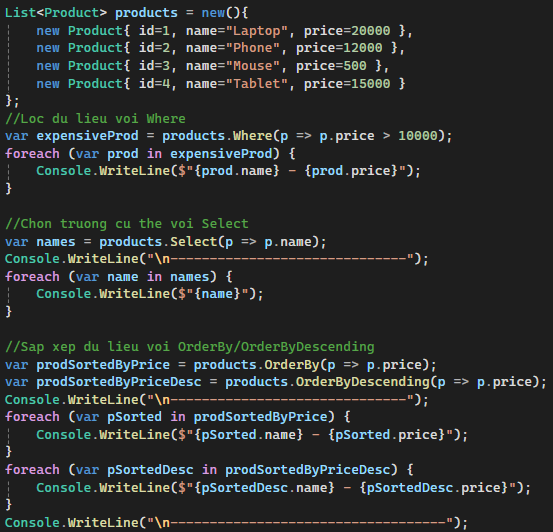 List<Product> products = new(){
    new Product{ id=1, name="Laptop", price=20000 },
    new Product{ id=2, name="Phone", price=12000 },
    new Product{ id=3, name="Mouse", price=500 },
    new Product{ id=4, name="Tablet", price=15000 }
};
//Loc du lieu voi Where
var expensiveProd = products.Where(p => p.price > 10000);
foreach (var prod in expensiveProd) {
    Console.WriteLine($"{prod.name} - {prod.price}");
}

//Chon truong cu the voi Select
var names = products.Select(p => p.name);
Console.WriteLine("\n------------------------------");
foreach (var name in names) {
    Console.WriteLine($"{name}");
}

//Sap xep du lieu voi OrderBy/OrderByDescending
var prodSortedByPrice = products.OrderBy(p => p.price);
var prodSortedByPriceDesc = products.OrderByDescending(p => p.price);
Console.WriteLine("\n------------------------------");
foreach (var pSorted in prodSortedByPrice) {
    Console.WriteLine($"{pSorted.name} - {pSorted.price}");
}
foreach (var pSortedDesc in prodSortedByPriceDesc) {
    Console.WriteLine($"{pSortedDesc.name} - {pSortedDesc.price}");
}
Console.WriteLine("\n-----------------------------------");